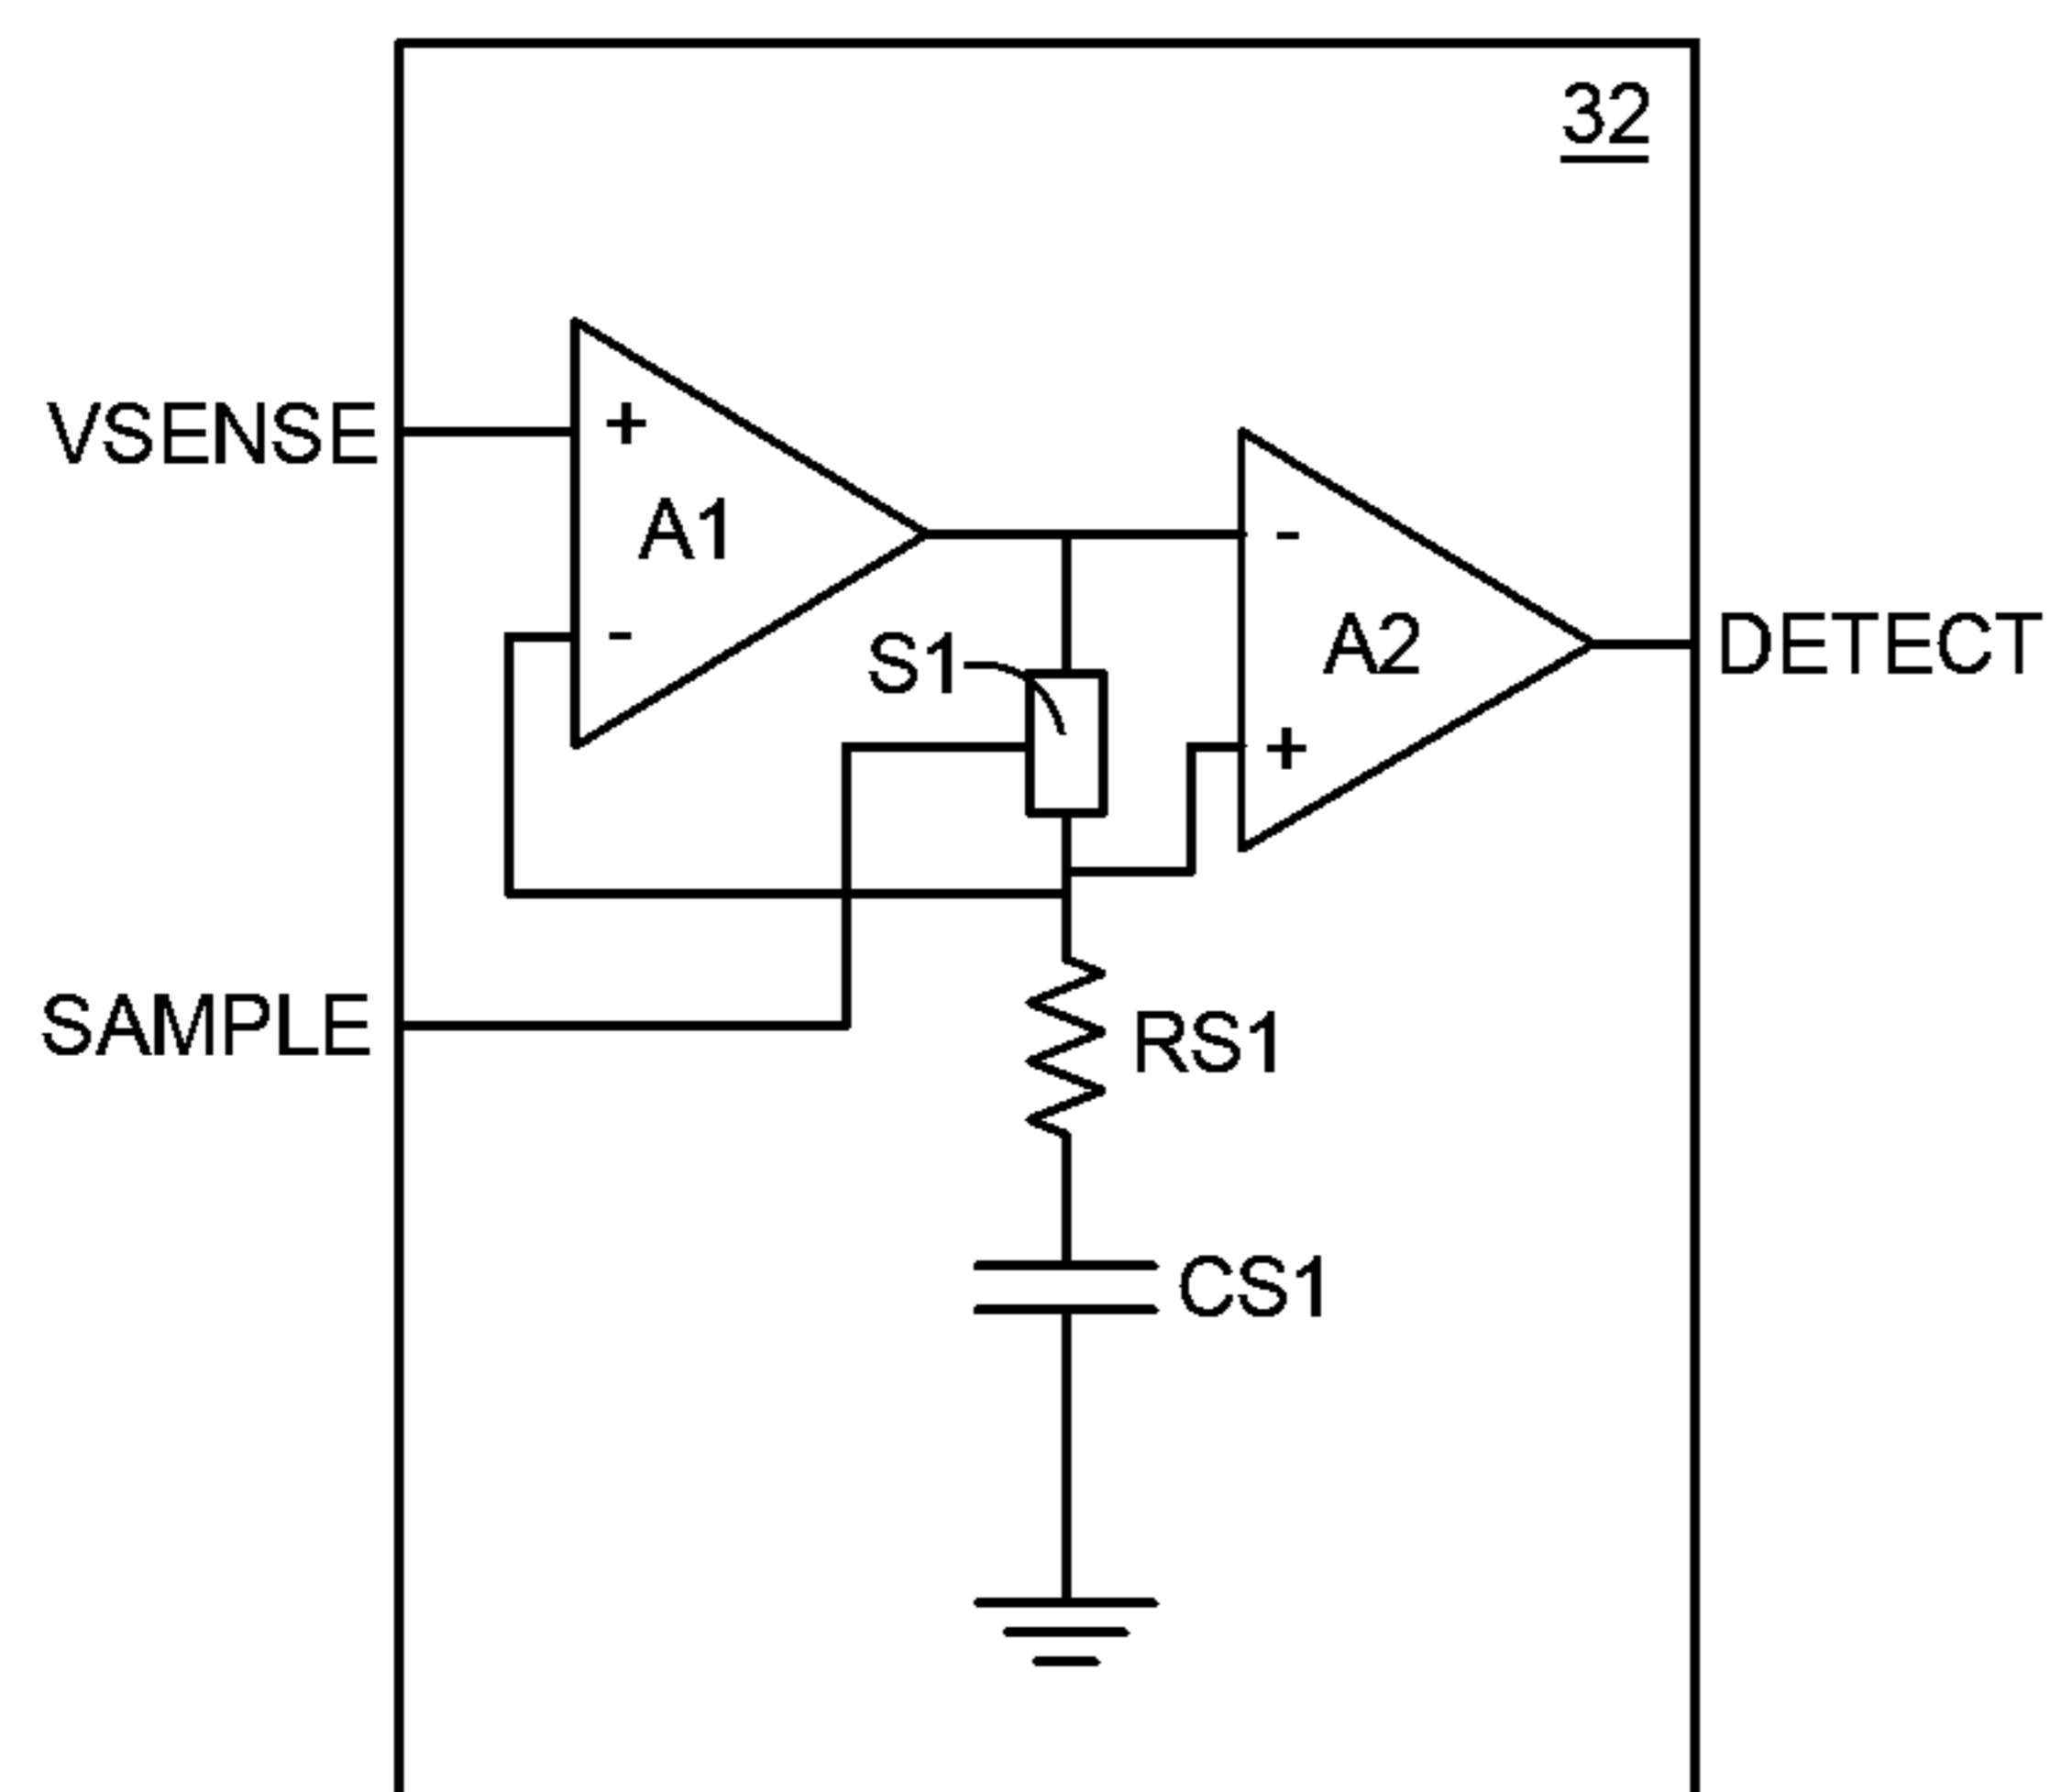 32
VSENSE
+
A1
-
-
S1
A2
DETECT
+
SAMPLE
RS1
CS1